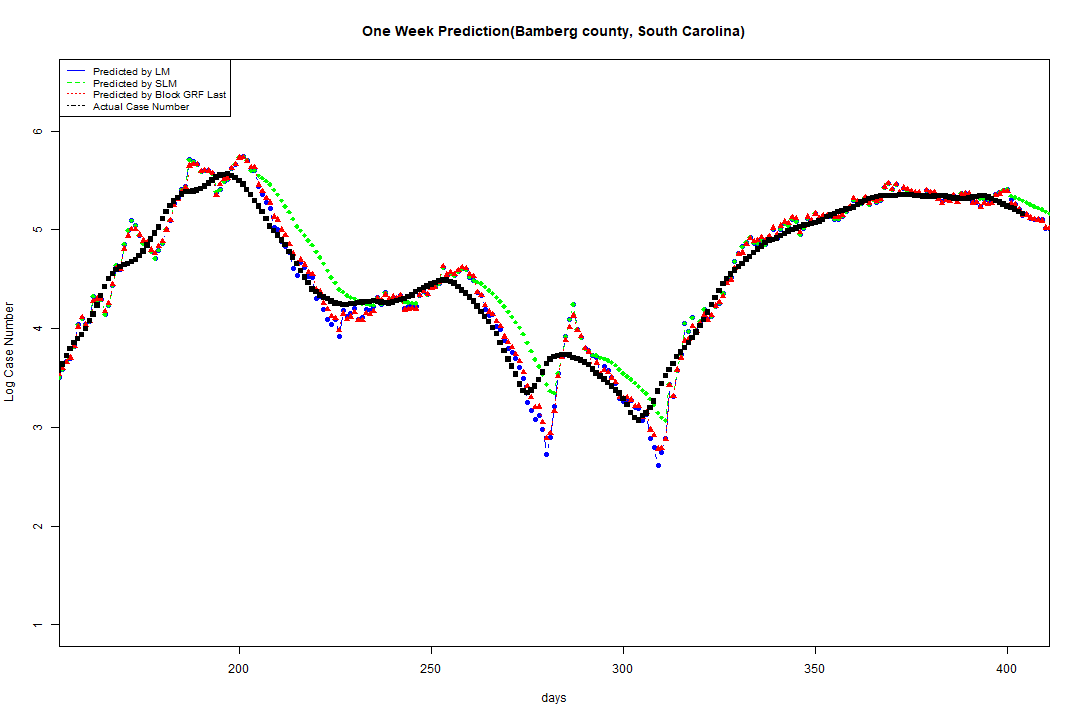 One Week Prediction(Bamberg county, South Carolina)
Predicted by LM
Predicted by SLM
Predicted by Block GRF Last
Actual Case Number
6
5
4
3
2
1
Log Case Number
200 250 300 350 400
days